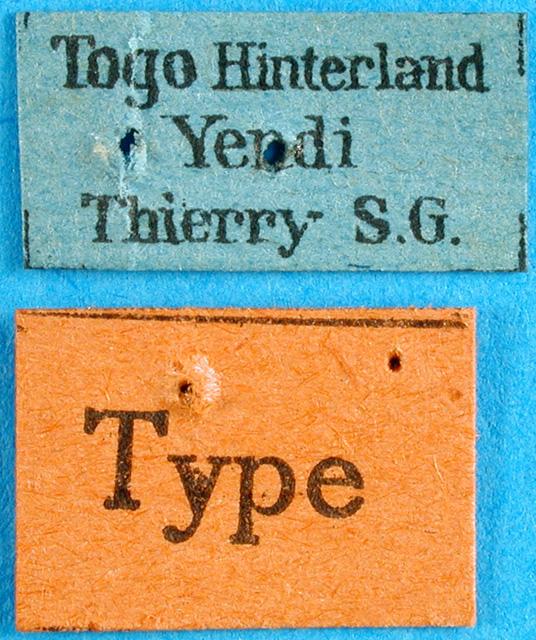 Togo Hinterland
Yendi
Thierry S.G.
Type